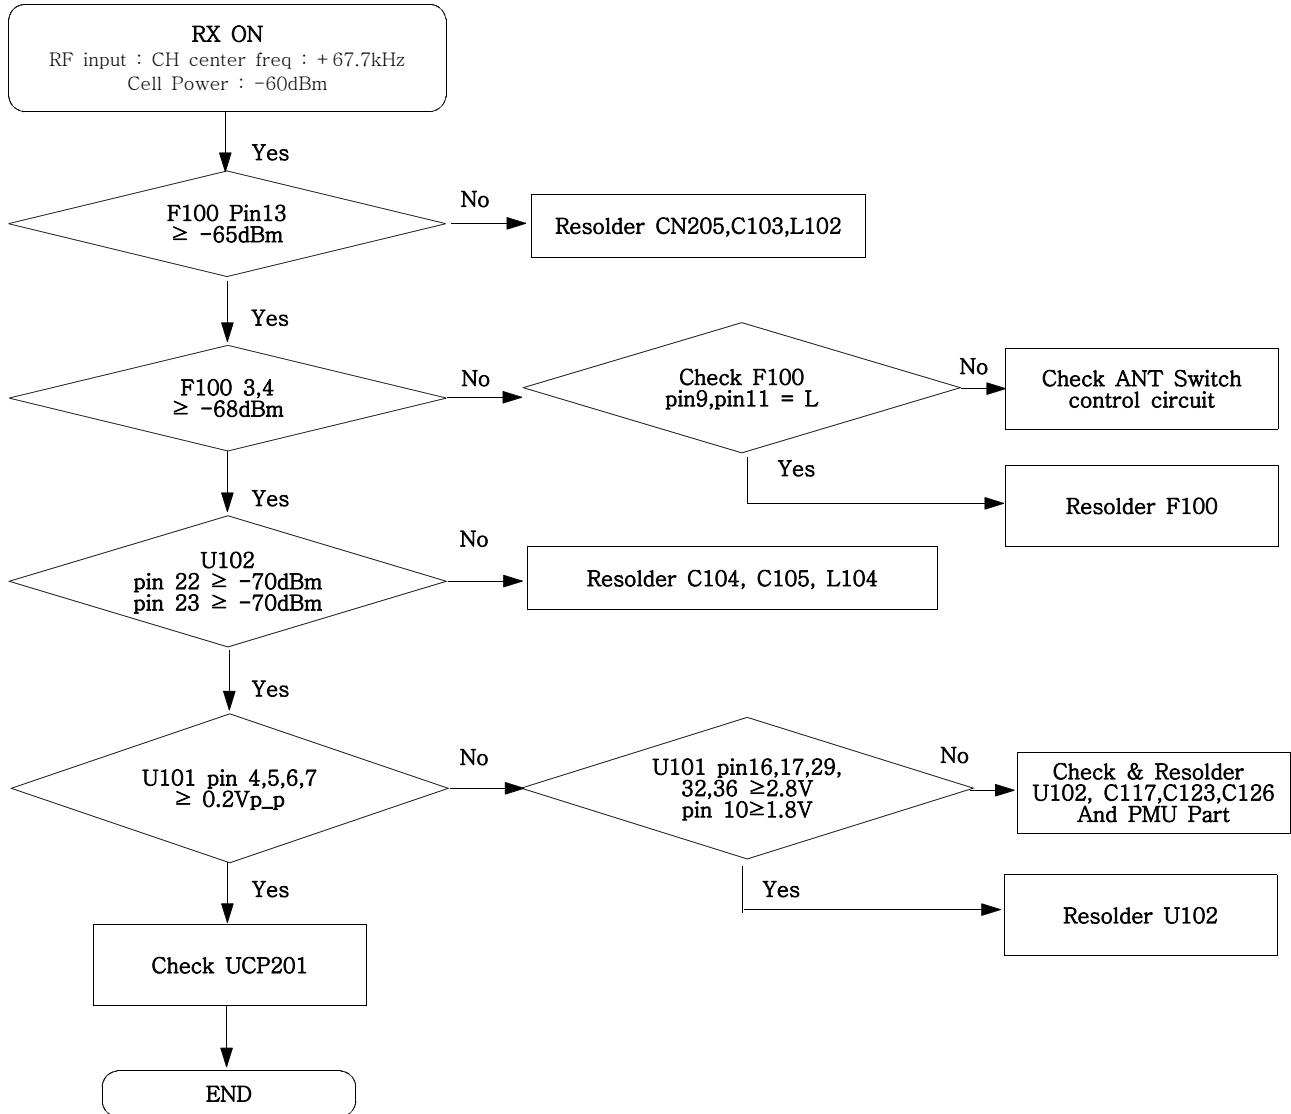 RX ON
RF input : CH center freq : +67.7kHz
Cell Power : -60dBm
Yes
F100 Pin13
≥ -65dBm
No
Resolder CN205,C103,L102
Yes
F100 3,4
≥ -68dBm
No
Check F100
pin9,pin11 = L
No
Check ANT Switch
control circuit
Yes
Resolder F100
Yes
U102
pin 22 ≥ -70dBm
pin 23 ≥ -70dBm
No
Resolder C104, C105, L104
Yes
U101 pin 4,5,6,7
≥ 0.2Vp_p
No
U101 pin16,17,29,
32,36 ≥2.8V
pin 10≥1.8V
No
Check & Resolder
U102, C117,C123,C126
And PMU Part
Yes
Resolder U102
Yes
Check UCP201
END